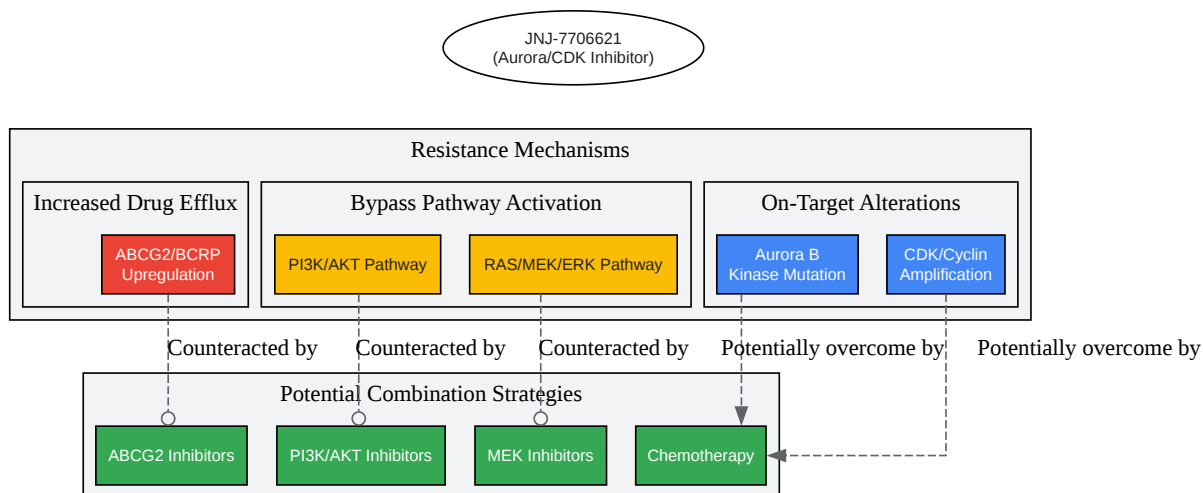 JNJ-7706621
(Aurora/CDK Inhibitor)
Resistance Mechanisms
Increased Drug Efflux
Bypass Pathway Activation
On-Target Alterations
ABCG2/BCRP
Upregulation
PI3K/AKT Pathway
RAS/MEK/ERK Pathway
Aurora B
Kinase Mutation
CDK/Cyclin
Amplification
Counteracted by
Counteracted by
Counteracted by
Potentially overcome by
Potentially overcome by
Potential Combination Strategies
ABCG2 Inhibitors
PI3K/AKT Inhibitors
MEK Inhibitors
Chemotherapy